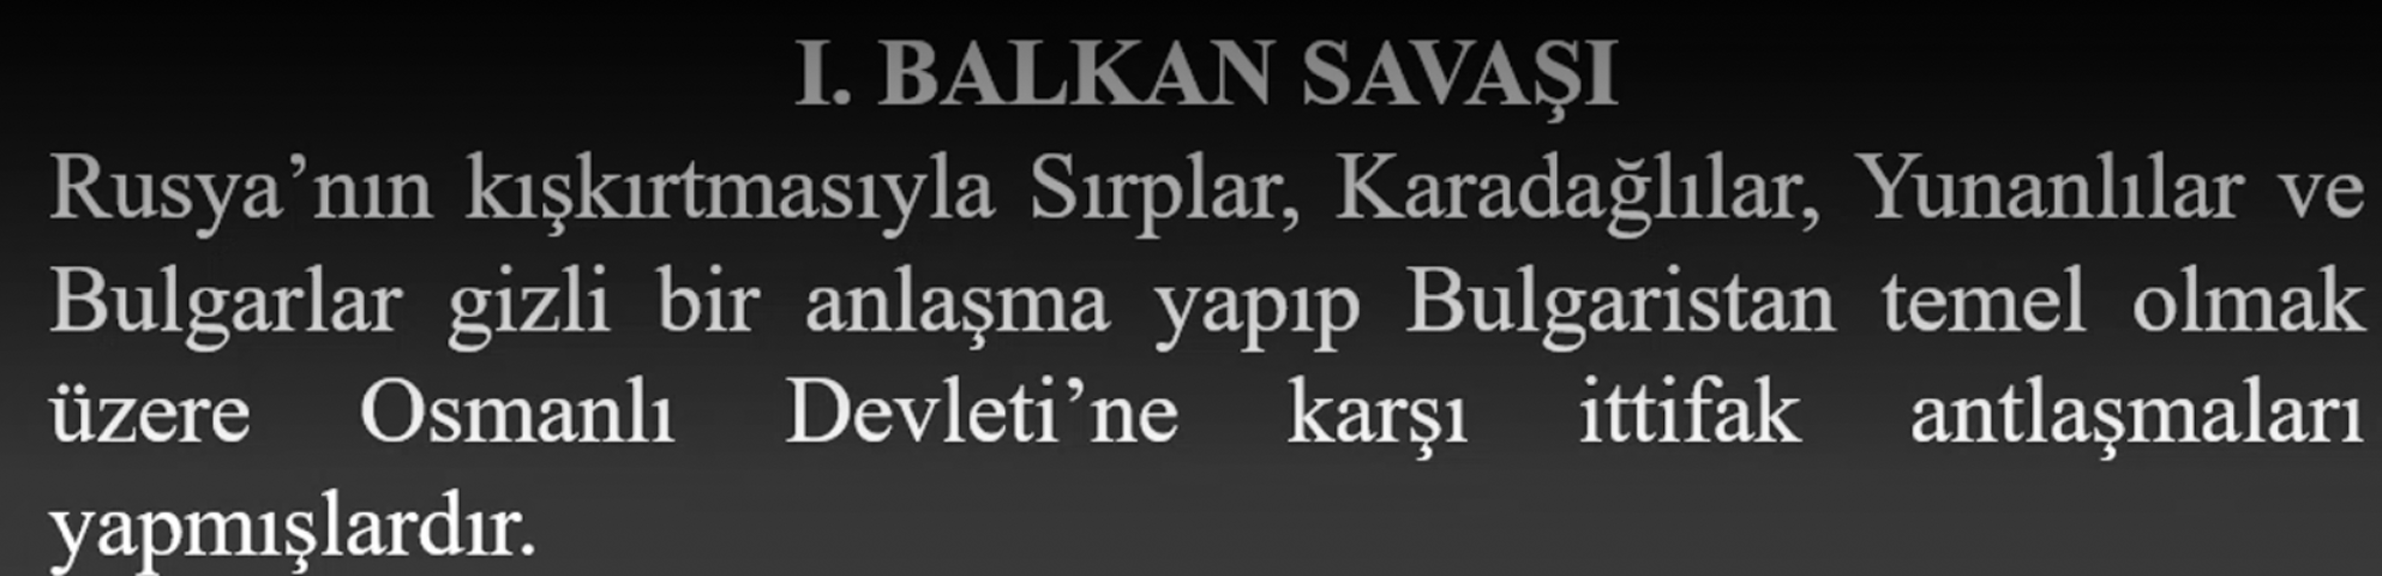 I. BALKAN SAVAŞI
Rusya’nın kışkırtmasıyla Sırplar, Karadağlılar, Yunanlılar ve
Bulgarlar gizli bir anlaşma yapıp Bulgaristan temel olmak
üzere Osmanlı Devleti’ne karşı ittifak antlaşmaları
yapmışlardır.